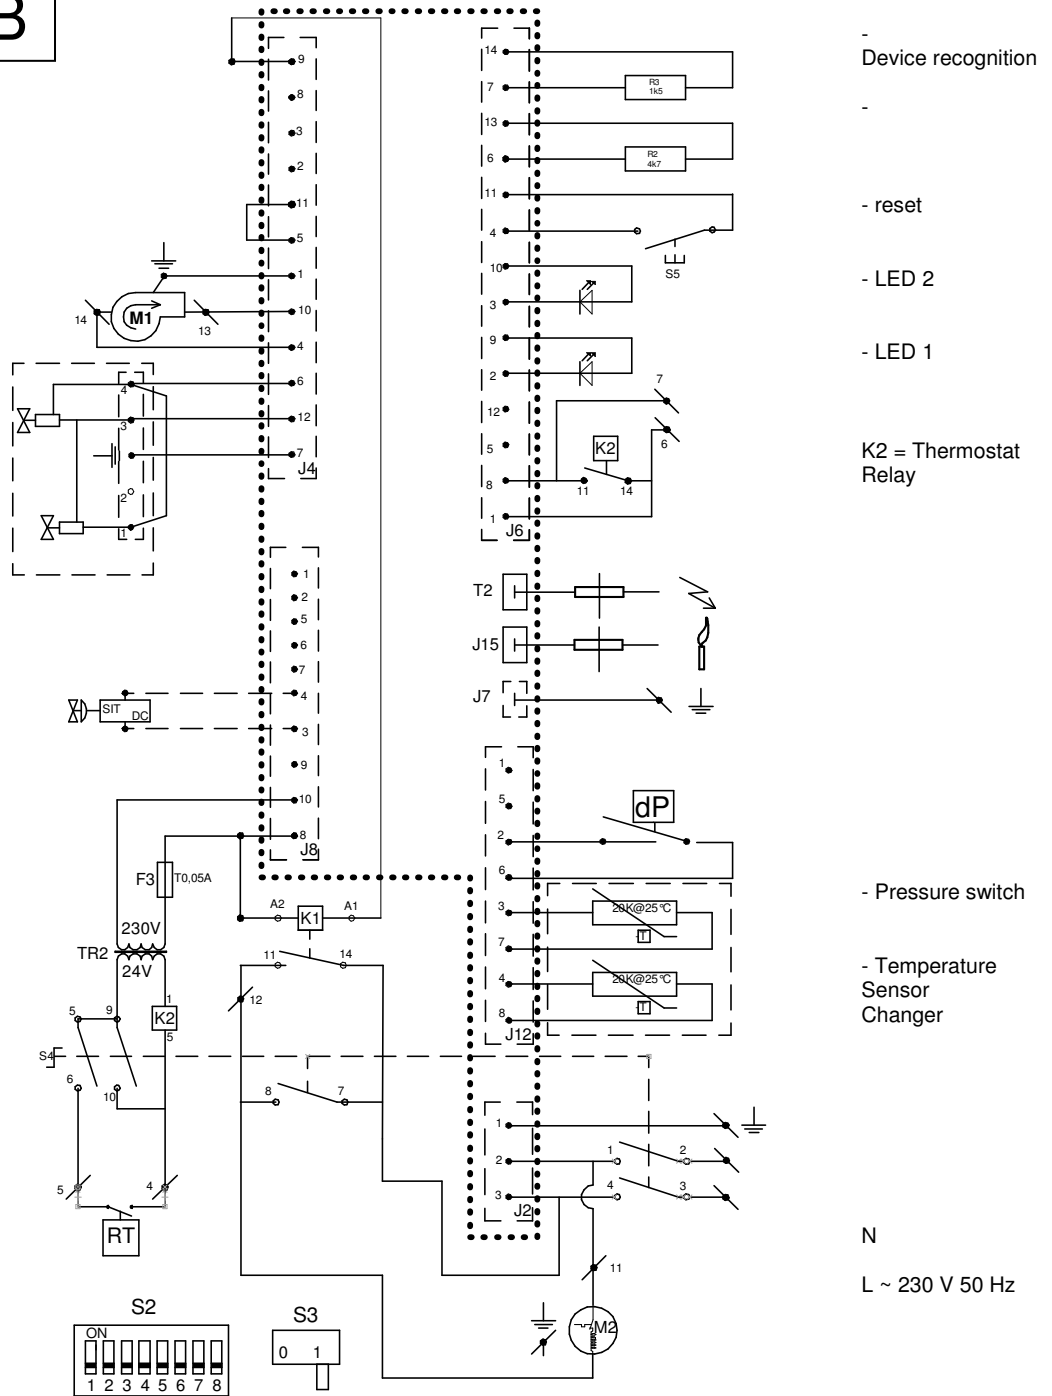 B
9
8
3
2
11
5
1
10
4
6
12
7
J4
14
M1
13
4
3
2
1
14
7
13
6
11
4
10
3
9
2
12
5
8
1
J6
R3
1k5
R2
4k7
S5
7
6
K2
11
14
-
Device recognition
-
- reset
- LED 2
- LED 1
K2 = Thermostat
Relay
1
2
5
6
7
4
3
9
10
8
J8
SIT
DC
T2
J15
J7
1
5
2
6
3
7
4
8
J12
dP
20K@25°C
T
20K@25°C
T
- Pressure switch
- Temperature
Sensor
Changer
F3
T0,05A
230V
TR2
24V
A2
K1
A1
11
14
12
5
9
1
K2
5
S4
6
10
8
7
5
4
RT
1
2
3
J2
1
2
4
3
11
M2
N
L ~ 230 V 50 Hz
S2
ON
1 2 3 4 5 6 7 8
S3
0 1